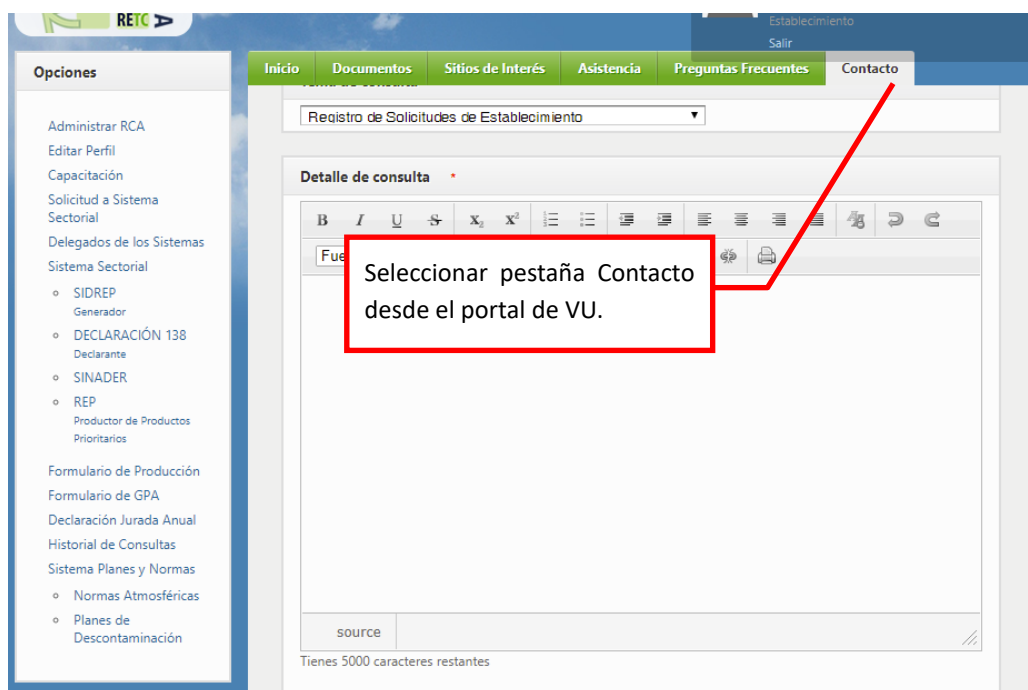 RETC
Establecimiento
Salir
Opciones
Inicio Documentos Sitios de Interés Asistencia Preguntas Frecuentes Contacto
Registro de Solicitudes de Establecimiento
Administrar RCA
Editar Perfil
Capacitación
Solicitud a Sistema
Sectorial
Delegados de los Sistemas
Sistema Sectorial
SIDREP
Generador
DECLARACIÓN 138
Declarante
SINADER
REP
Productor de Productos
Prioritarios
Formulario de Producción
Formulario de GPA
Declaración Jurada Anual
Historial de Consultas
Sistema Planes y Normas
Normas Atmosféricas
Planes de
Descontaminación
Detalle de consulta *
B I U S X₂ X²
Fue
Seleccionar pestaña Contacto
desde el portal de VU.
source
Tienes 5000 caracteres restantes